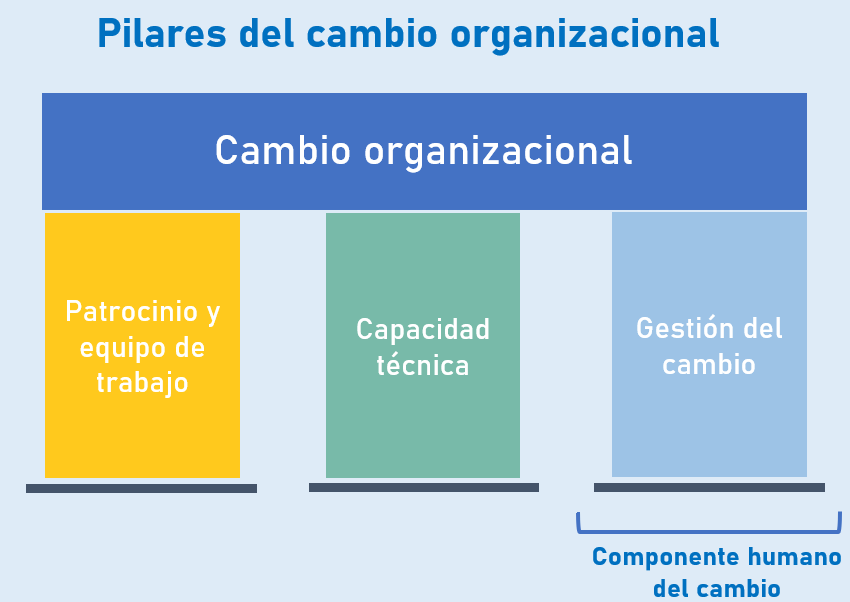 Pilares del cambio organizacional
Cambio organizacional
Patrocinio y
equipo de
trabajo
Capacidad
técnica
Gestión del
cambio
Componente humano
del cambio